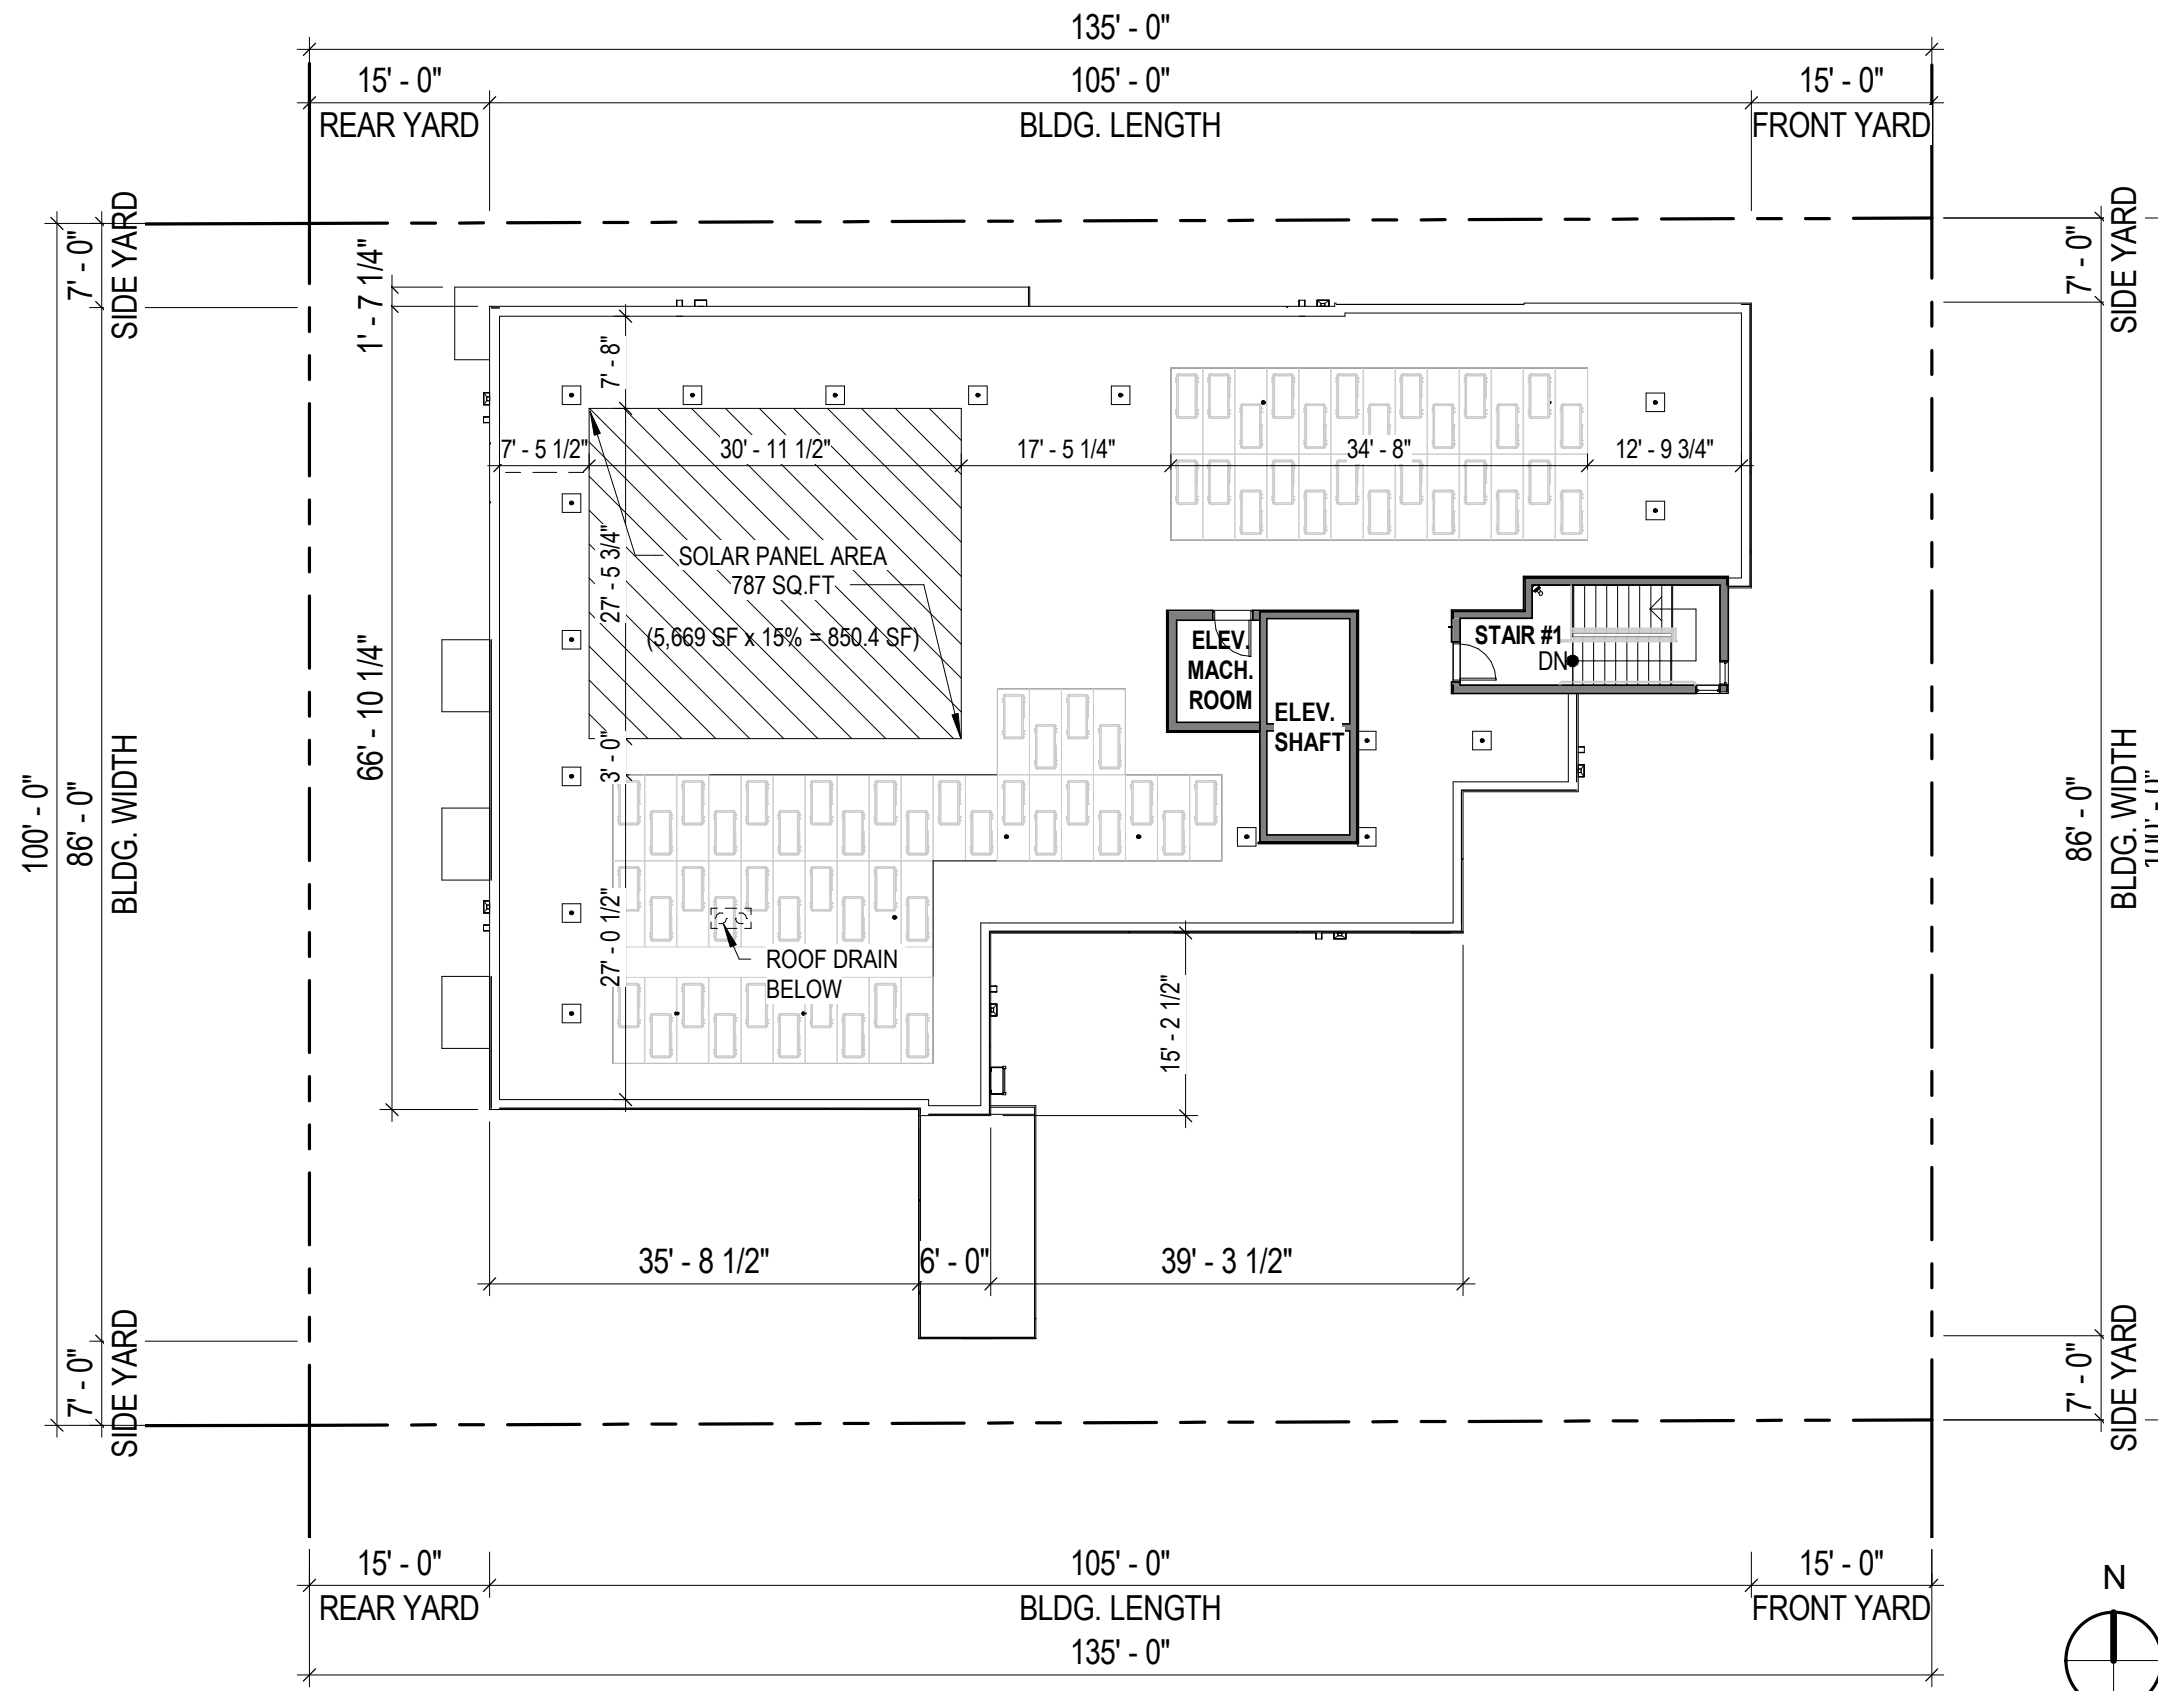 135' - 0"
15' - 0"
105' - 0"
15' - 0"
REAR YARD
BLDG. LENGTH
FRONT YARD
SIDE YARD
7' - 0"
1' - 7 1/4"
7' - 0"
SIDE YARD
7' - 8"
7' - 5 1/2"
30' - 11 1/2"
17' - 5 1/4"
34' - 8"
12' - 9 3/4"
SOLAR PANEL AREA
787 SQ.FT
27' - 5 3/4"
(5,669 SF x 15% = 850.4 SF)
ELEV.
MACH.
ROOM
STAIR #1
DN
ELEV.
SHAFT
66' - 10 1/4"
3' - 0"
100' - 0"
86' - 0"
BLDG. WIDTH
86' - 0"
BLDG. WIDTH
100' - 0"
27' - 0 1/2"
ROOF DRAIN
BELOW
15' - 2 1/2"
35' - 8 1/2"
6' - 0"
39' - 3 1/2"
7' - 0"
SIDE YARD
7' - 0"
SIDE YARD
15' - 0"
105' - 0"
15' - 0"
REAR YARD
BLDG. LENGTH
FRONT YARD
135' - 0"
N